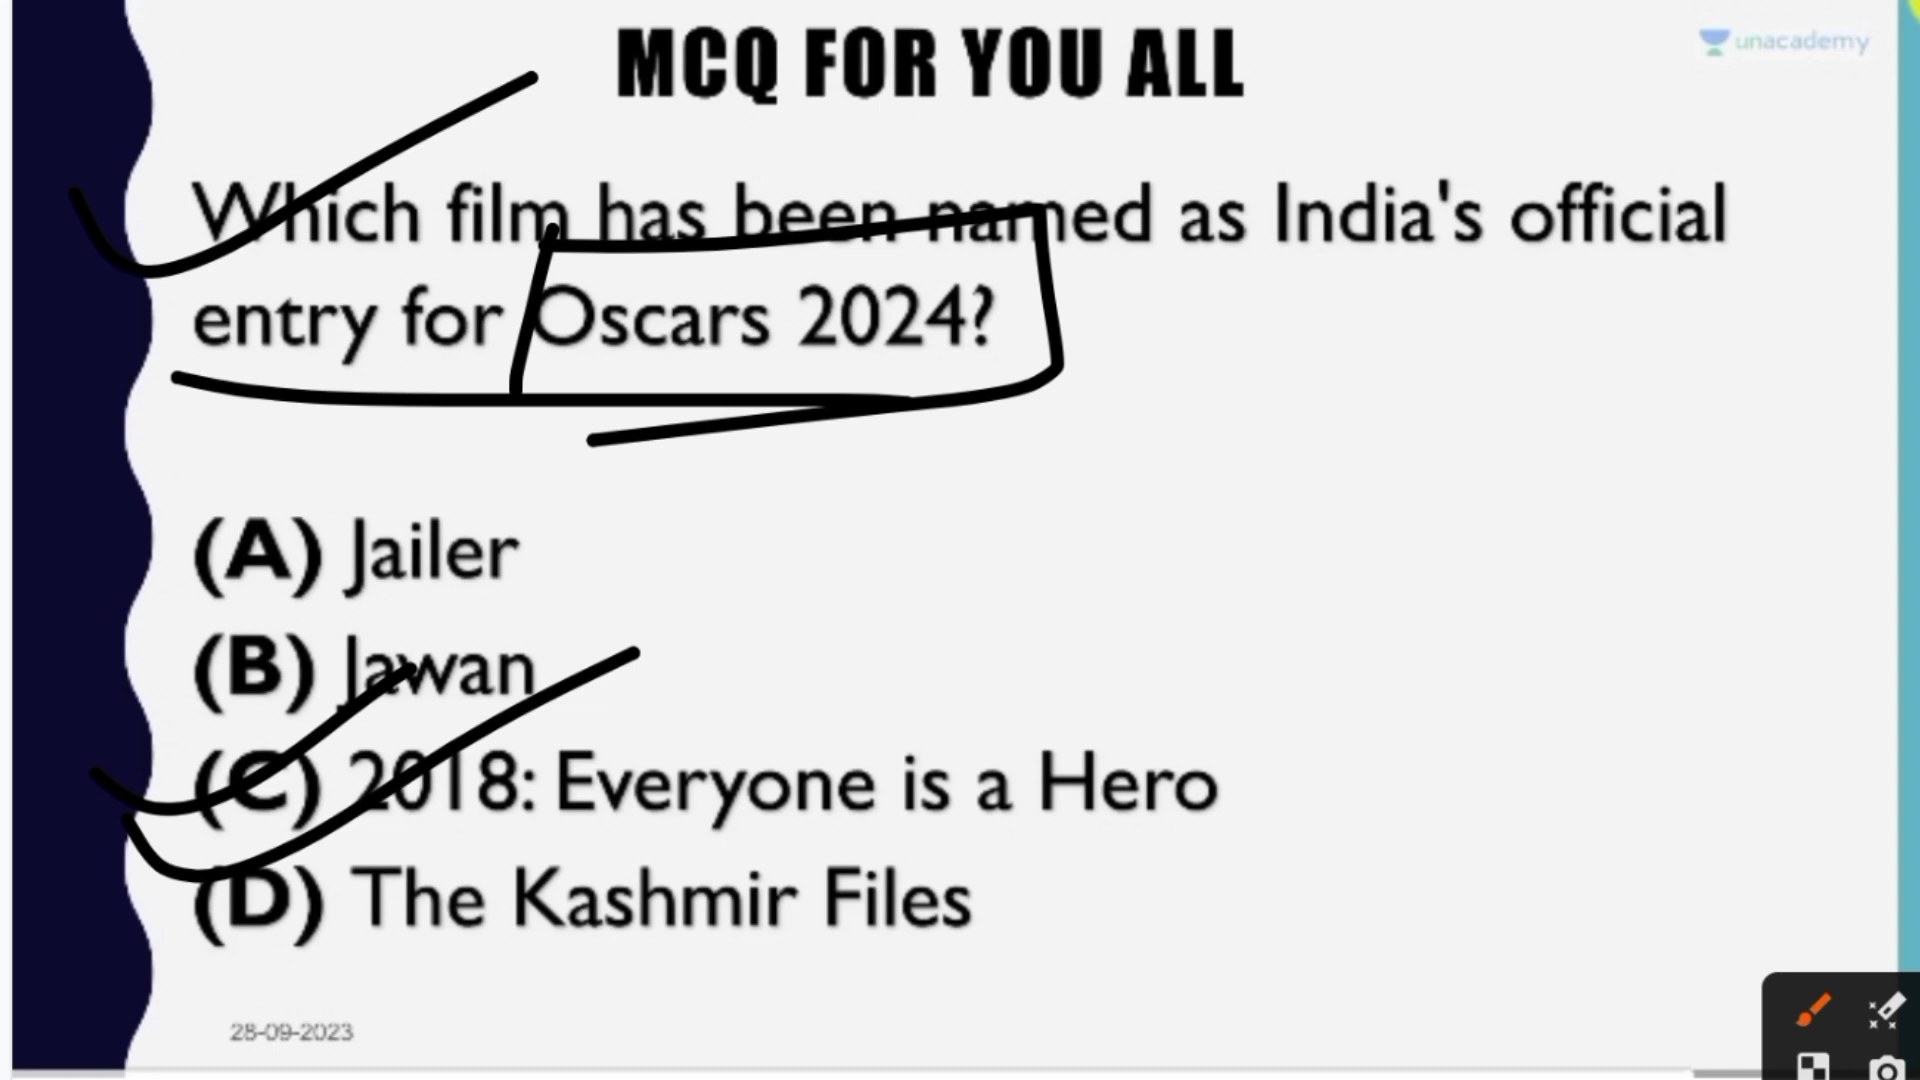 MCQ FOR YOU ALL
unacademy
Which film has been named as India's official
entry for Oscars 2024?
(A) Jailer
(B) Jawan
(C) 2018: Everyone is a Hero
(D) The Kashmir Files
28-09-2023